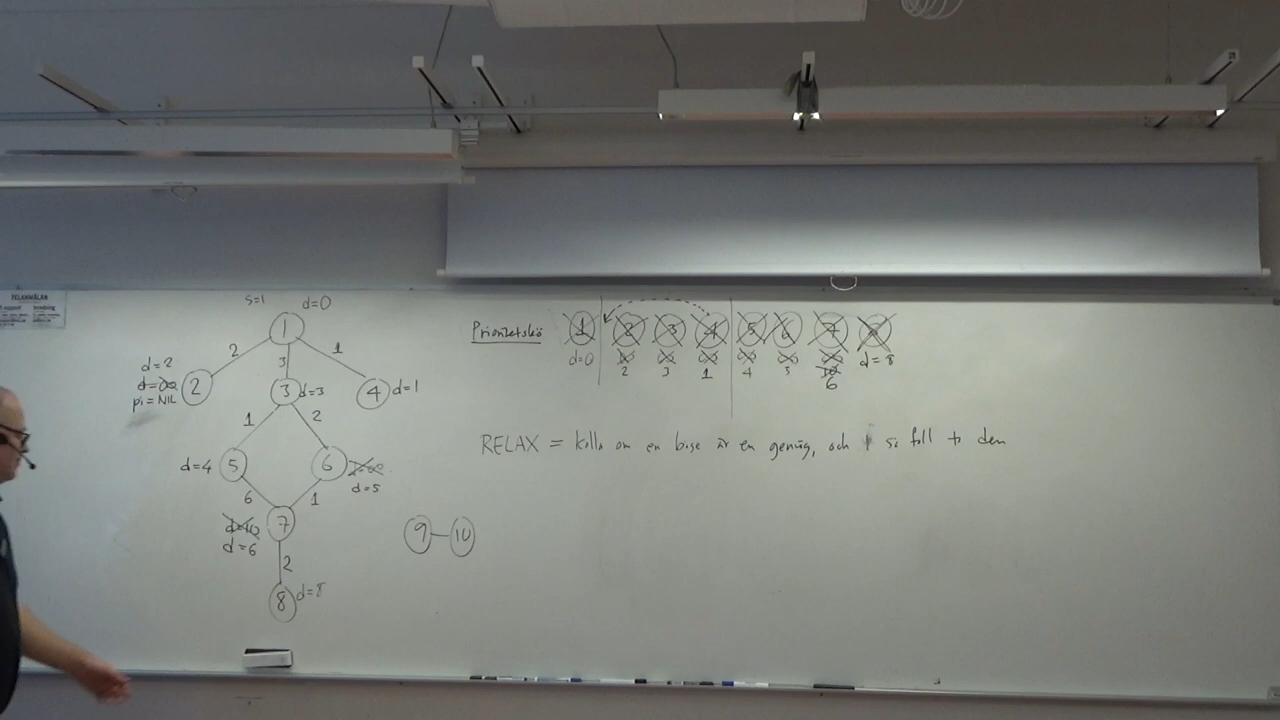 FELANMÄLAN
s=1 d=0
1
2 3 1
d=2
d=∞
pi=NIL
2 3 d=3 4 d=1
1 2
d=4 5 6
d=5
6 1
7
d=6
2
8 d=8
9 10
Prioritetskö 1 2 3 4 5 6 7 8
d=0 ∞ ∞ ∞ ∞ ∞ ∞ d=8
2 3 1 4 5 10
6
RELAX = kolla om en båge är en genväg, och i så fall ta den